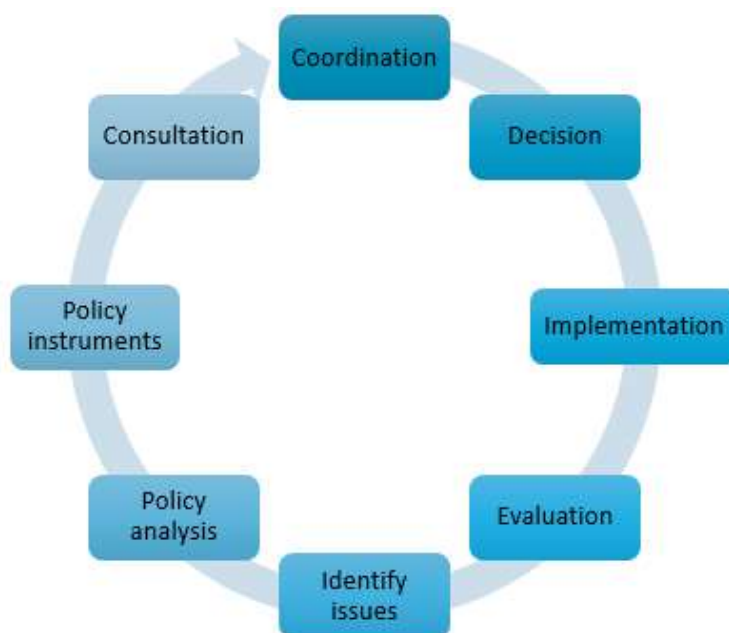 Coordination
Decision
Implementation
Evaluation
Identify
issues
Policy
analysis
Policy
instruments
Consultation